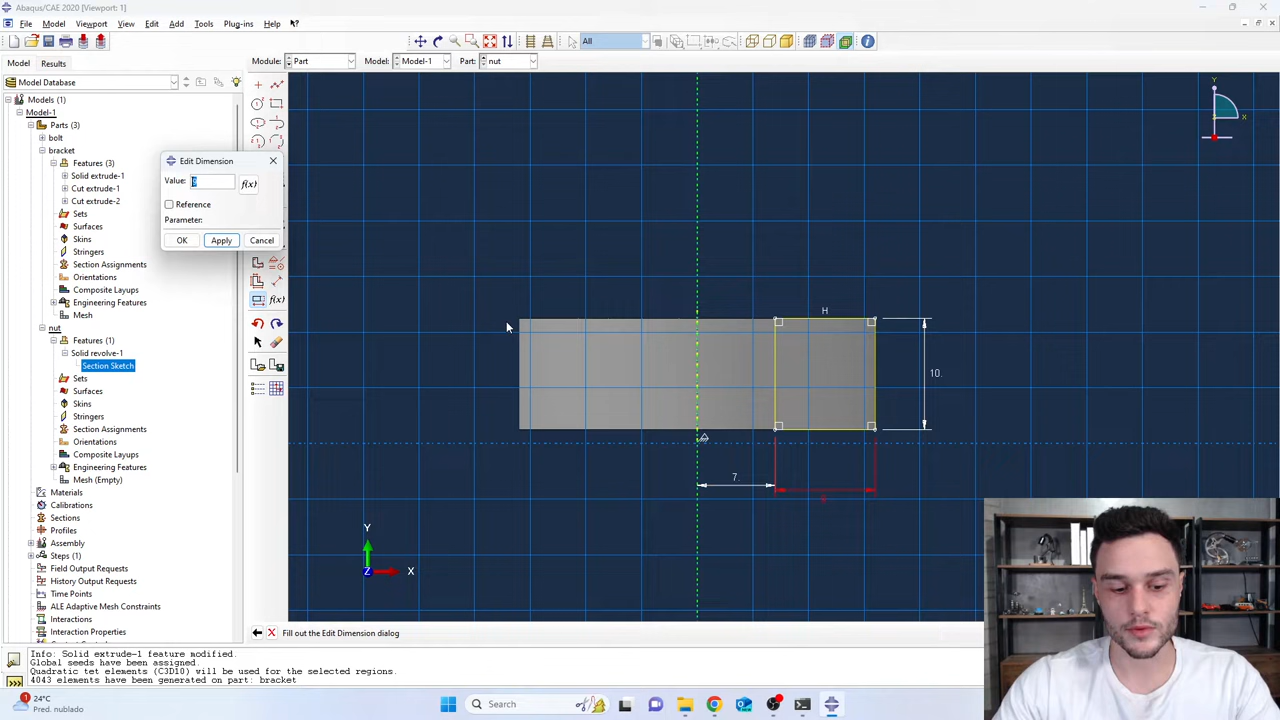 Abaqus/CAE 2020 [Viewport: 1]
File Model Viewport View Edit Add Tools Plug-ins Help
All
Model Results
Module: Part Model: Model-1 Part: nut
Model Database
Models (1)
Model-1
Parts (3)
bolt
bracket
Features (3)
Solid extrude-1
Cut extrude-1
Cut extrude-2
Sets
Surfaces
Skins
Stringers
Section Assignments
Orientations
Composite Layups
Engineering Features
Mesh
nut
Features (1)
Solid revolve-1
Section Sketch
Sets
Surfaces
Skins
Stringers
Section Assignments
Orientations
Composite Layups
Engineering Features
Mesh (Empty)
Materials
Calibrations
Sections
Profiles
Assembly
Steps (1)
Field Output Requests
History Output Requests
Time Points
ALE Adaptive Mesh Constraints
Interactions
Interaction Properties
Edit Dimension
Value:
f(x)
Reference
Parameter:
OK Apply Cancel
f(x)
Y
X
H
10.
7.
Y
Z X
Fill out the Edit Dimension dialog
Info: Solid extrude-1 feature modified.
Global seeds have been assigned.
Quadratic tet elements (C3D10) will be used for the selected regions.
4043 elements have been generated on part: bracket
24°C
Pred. nublado
Search